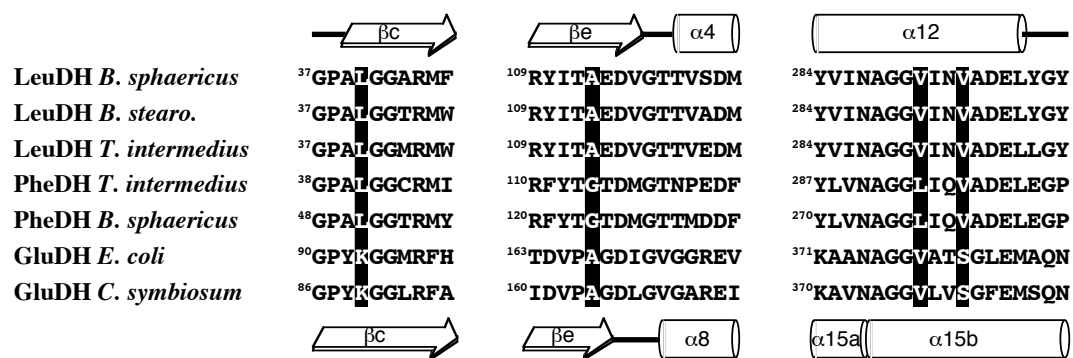 βc βe α4 α12
LeuDH B. sphaericus 37GPALGGARMF 109RYITAEDVGTTVSDM 284YVINAGGVINVADELYGY
LeuDH B. stearo. 37GPALGGTRMW 109RYITAEDVGTTVADM 284YVINAGGVINVADELYGY
LeuDH T. intermedius 37GPALGGMRMW 109RYITAEDVGTTVEDM 284YVINAGGVINVADELLGY
PheDH T. intermedius 38GPALGGCRMI 110RFYTGTDMGTNPEDF 287YLVNAGGLIQVADELEGP
PheDH B. sphaericus 48GPALGGTRMY 120RFYTGTDMGTTMDDF 270YLVNAGGLIQVADELEGP
GluDH E. coli 90GPYKGGMRFH 163TDVPAGDIGVGGREV 371KAANAGGVATSGLEMAQN
GluDH C. symbiosum 86GPYKGGLRFA 160IDVPAGDLGVGAREI 370KAVNAGGVLVSGFEMSQN
βc βe α8 α15a α15b